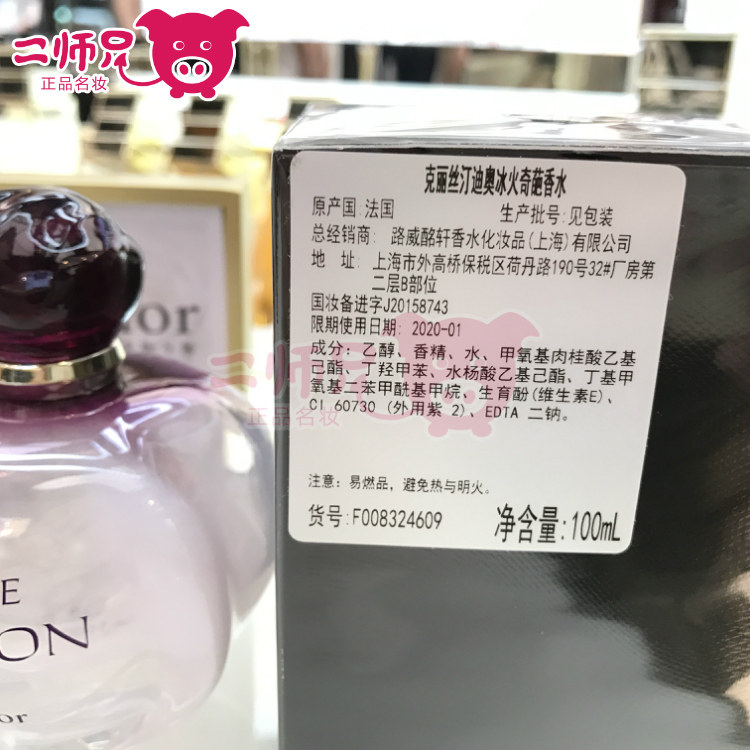 二师兄
正品名妆
克丽丝汀迪奥冰火奇葩香水
原产国:法国 生产批号:见包装
总经销商: 路威酩轩香水化妆品(上海)有限公司
地 址: 上海市外高桥保税区荷丹路190号32#厂房第
二层B部位
国妆备进字J20158743
限期使用日期: 2020-01
成分: 乙醇、香精、水、甲氧基肉桂酸乙基
己酯、丁羟甲苯、水杨酸乙基己酯、丁基甲
氧基二苯甲酰基甲烷、生育酚(维生素E)、
CI 60730 (外用紫 2)、EDTA 二钠。
二师兄
正品名妆
注意: 易燃品, 避免热与明火。
货号:F008324609 净含量:100mL
ior
E
ON
or